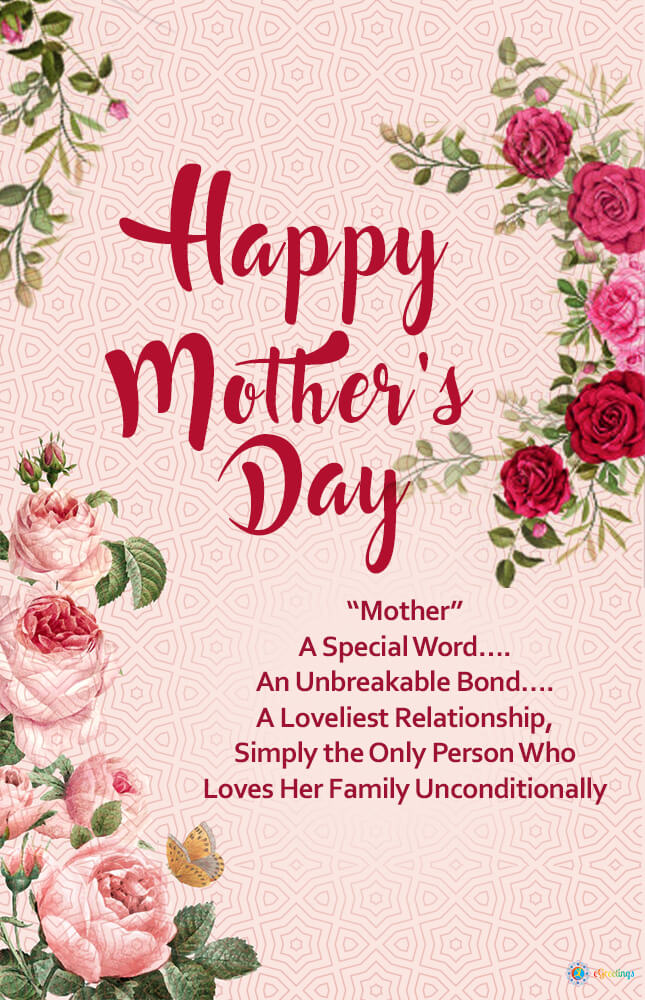 Happy
Mother's
Day
“Mother”
A Special Word....
An Unbreakable Bond....
A Loveliest Relationship,
Simply the Only Person Who
Loves Her Family Unconditionally
eGreetings